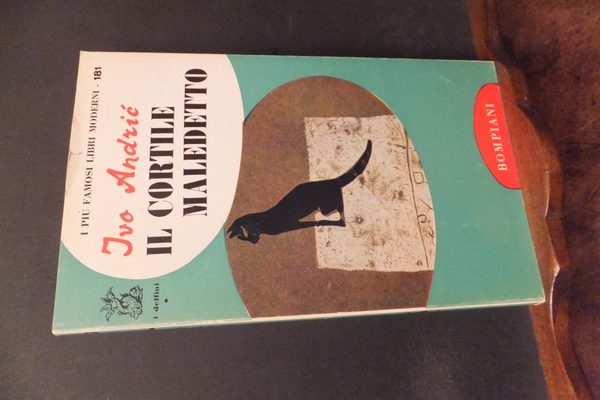 I PIÙ FAMOSI LIBRI MODERNI - 181
Ivo Andrić
IL CORTILE
MALEDETTO
i delfini
BOMPIANI